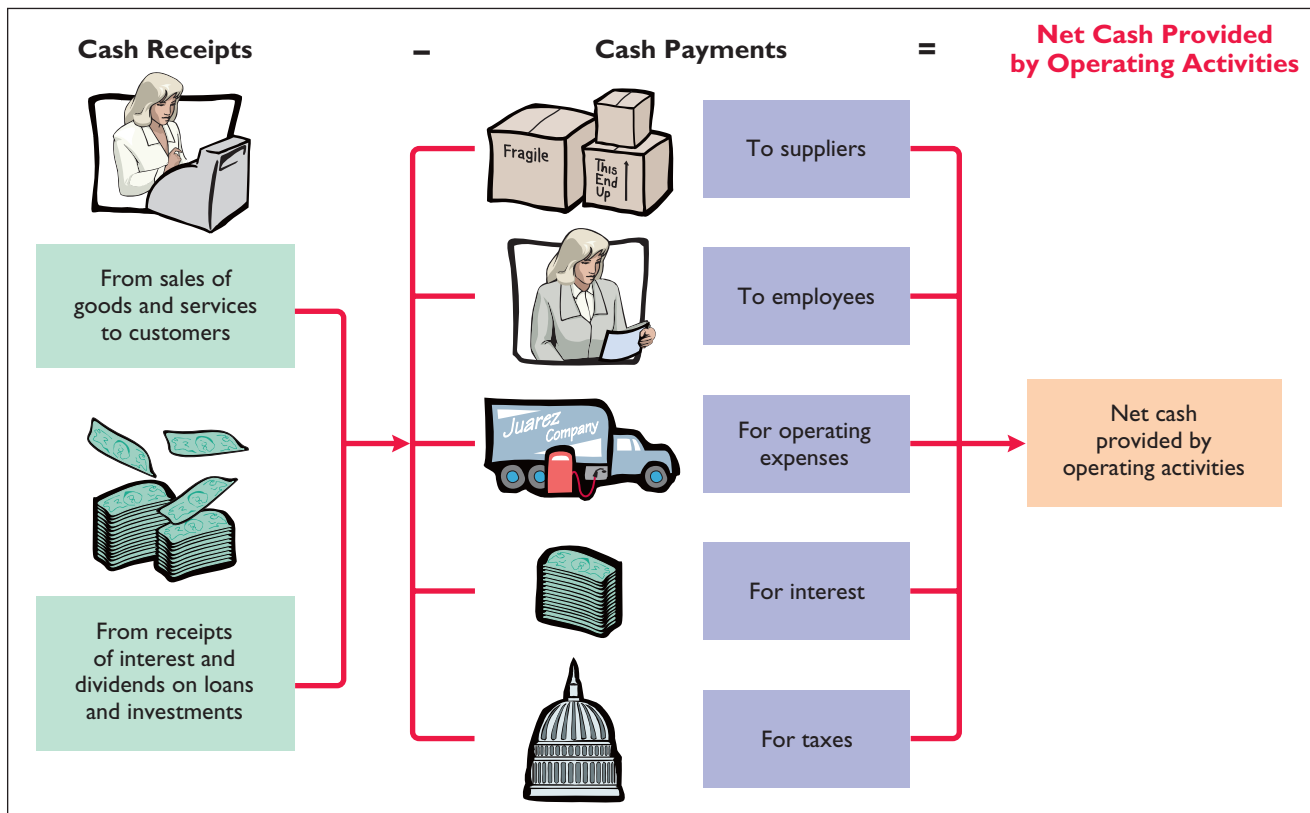 Cash Receipts
–
Cash Payments
=
Net Cash Provided
by Operating Activities
From sales of
goods and services
to customers
From receipts
of interest and
dividends on loans
and investments
Fragile
This
End
Up
To suppliers
To employees
Juarez
Company
For operating
expenses
For interest
For taxes
Net cash
provided by
operating activities